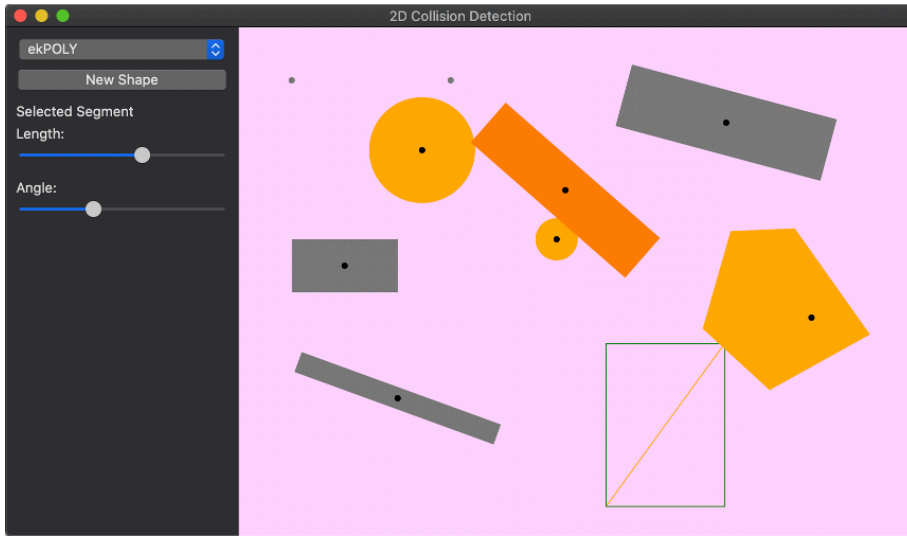 2D Collision Detection
ekPOLY
New Shape
Selected Segment
Length:
Angle: